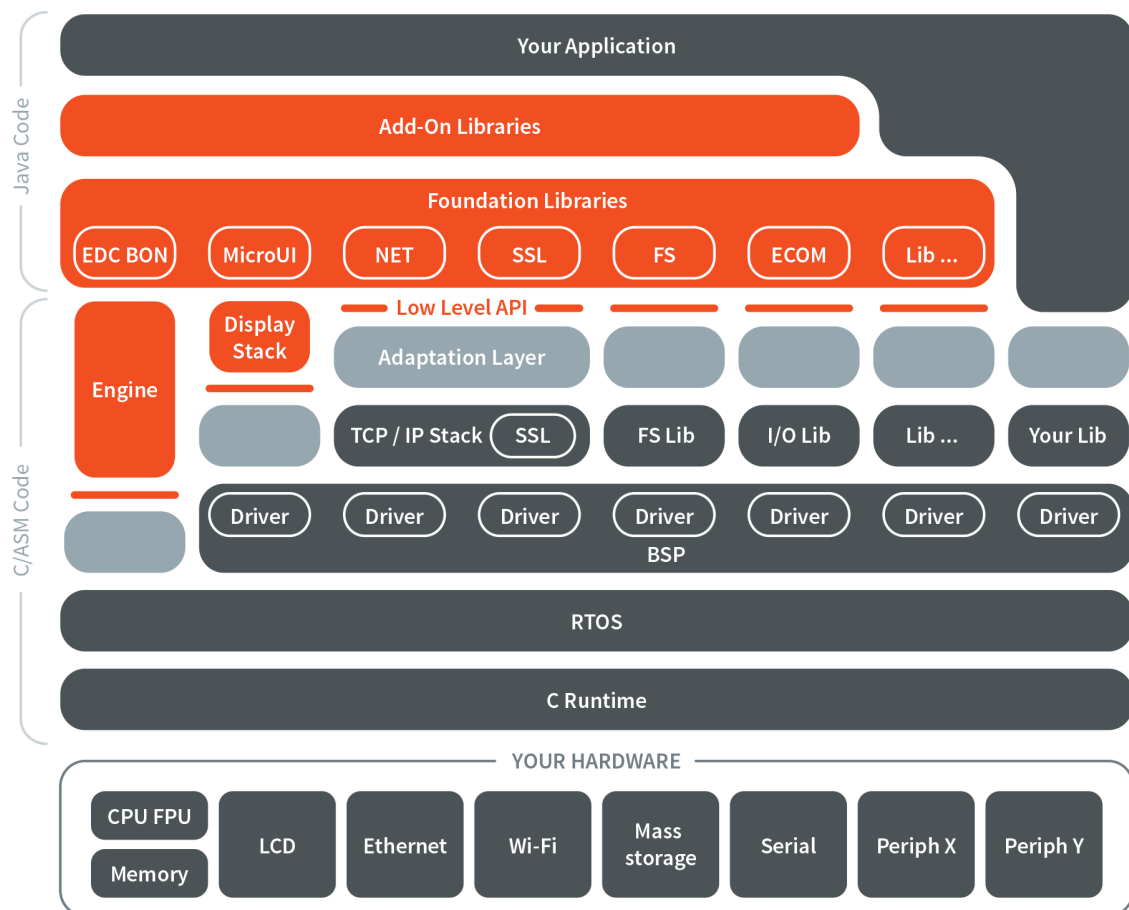 Your Application
Java Code
Add-On Libraries
Foundation Libraries
EDC BON
MicroUI
NET
SSL
FS
ECOM
Lib ...
C/ASM Code
Engine
Display
Stack
Low Level API
Adaptation Layer
TCP / IP Stack
SSL
FS Lib
I/O Lib
Lib ...
Your Lib
Driver
Driver
Driver
Driver
Driver
Driver
Driver
BSP
RTOS
C Runtime
YOUR HARDWARE
CPU FPU
Memory
LCD
Ethernet
Wi-Fi
Mass
storage
Serial
Periph X
Periph Y